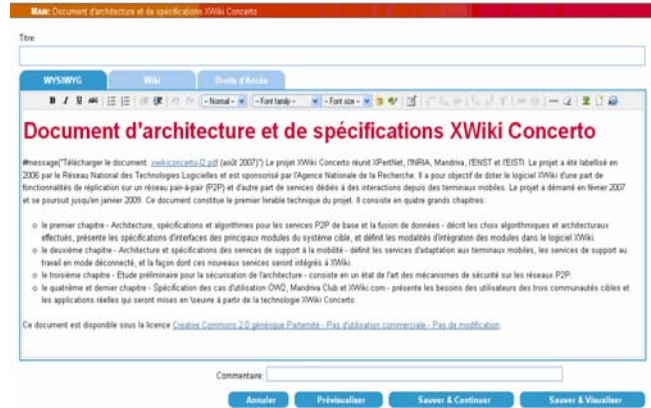 MAIN: Document d'architecture et de spécifications XWiki Concerto
Titre:
WYSIWYG Wiki Droits d'Accès
B I U ABC - Normal - - Font family - - Font size -
Document d'architecture et de spécifications XWiki Concerto
#message("Télécharger le document: xwikiconcerto-l2.pdf (août 2007)") Le projet XWiki Concerto réunit XPertNet, l'INRIA, Mandriva, l'ENST et l'EISTI. Le projet a été labellisé en
2006 par le Réseau National des Technologies Logicielles et est sponsorisé par l'Agence Nationale de la Recherche. Il a pour objectif de doter le logiciel XWiki d'une part de
fonctionnalités de réplication sur un réseau pair-à-pair (P2P) et d'autre part de services dédiés à des interactions depuis des terminaux mobiles. Le projet a démarré en février 2007
et se poursuit jusqu'en janvier 2009. Ce document constitue le premier livrable technique du projet. Il consiste en quatre grands chapitres:
o le premier chapitre - Architecture, spécifications et algorithmes pour les services P2P de base et la fusion de données - décrit les choix algorithmiques et architecturaux
effectués, présente les spécifications d'interfaces des principaux modules du système cible, et définit les modalités d'intégration des modules dans le logiciel XWiki.
o le deuxième chapitre - Architecture et spécifications des services de support à la mobilité - définit les services d'adaptation aux terminaux mobiles, les services de support au
travail en mode déconnecté, et la façon dont ces nouveaux services seront intégrés à XWiki.
o le troisième chapitre - Etude préliminaire pour la sécurisation de l'architecture - consiste en un état de l'art des mécanismes de sécurité sur les réseaux P2P.
o le quatrième et dernier chapitre - Spécification des cas d'utilisation OW2, Mandriva Club et XWiki.com - présente les besoins des utilisateurs des trois communautés cibles et
les applications réelles qui seront mises en \oeuvre à partir de la technologie XWiki Concerto.
Ce document est disponible sous la licence Creative Commons 2.0 générique Paternité - Pas d'utilisation commerciale - Pas de modification.
Commentaire:
Annuler Prévisualiser Sauver & Continuer Sauver & Visualiser